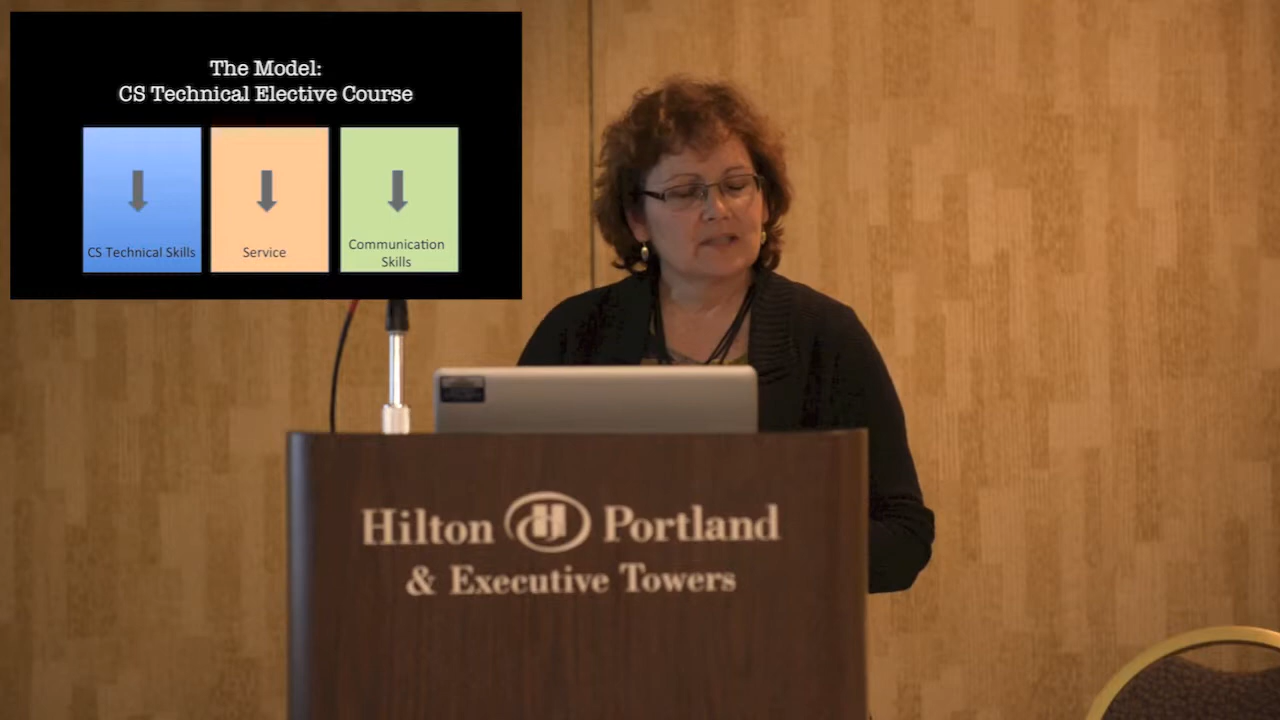 The Model:
CS Technical Elective Course
CS Technical Skills
Service
Communication
Skills
Hilton Portland
& Executive Towers